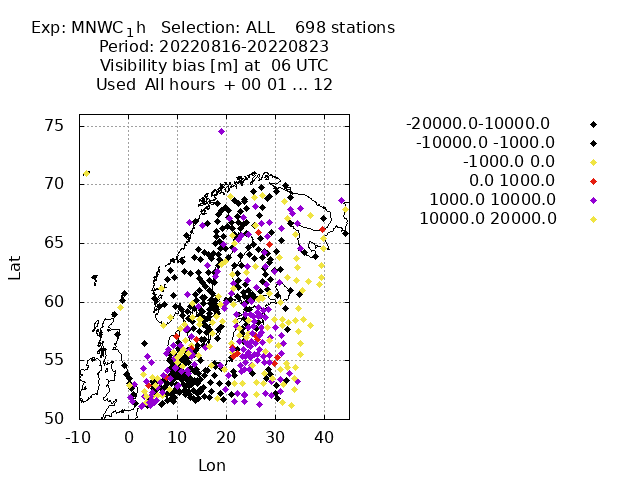 Exp: MNWC_1h Selection: ALL 698 stations
Period: 20220816-20220823
Visibility bias [m] at 06 UTC
Used All hours + 00 01 ... 12
-20000.0-10000.0
-10000.0 -1000.0
-1000.0 0.0
0.0 1000.0
1000.0 10000.0
10000.0 20000.0
75
70
65
60
55
50
Lat
-10 0 10 20 30 40
Lon